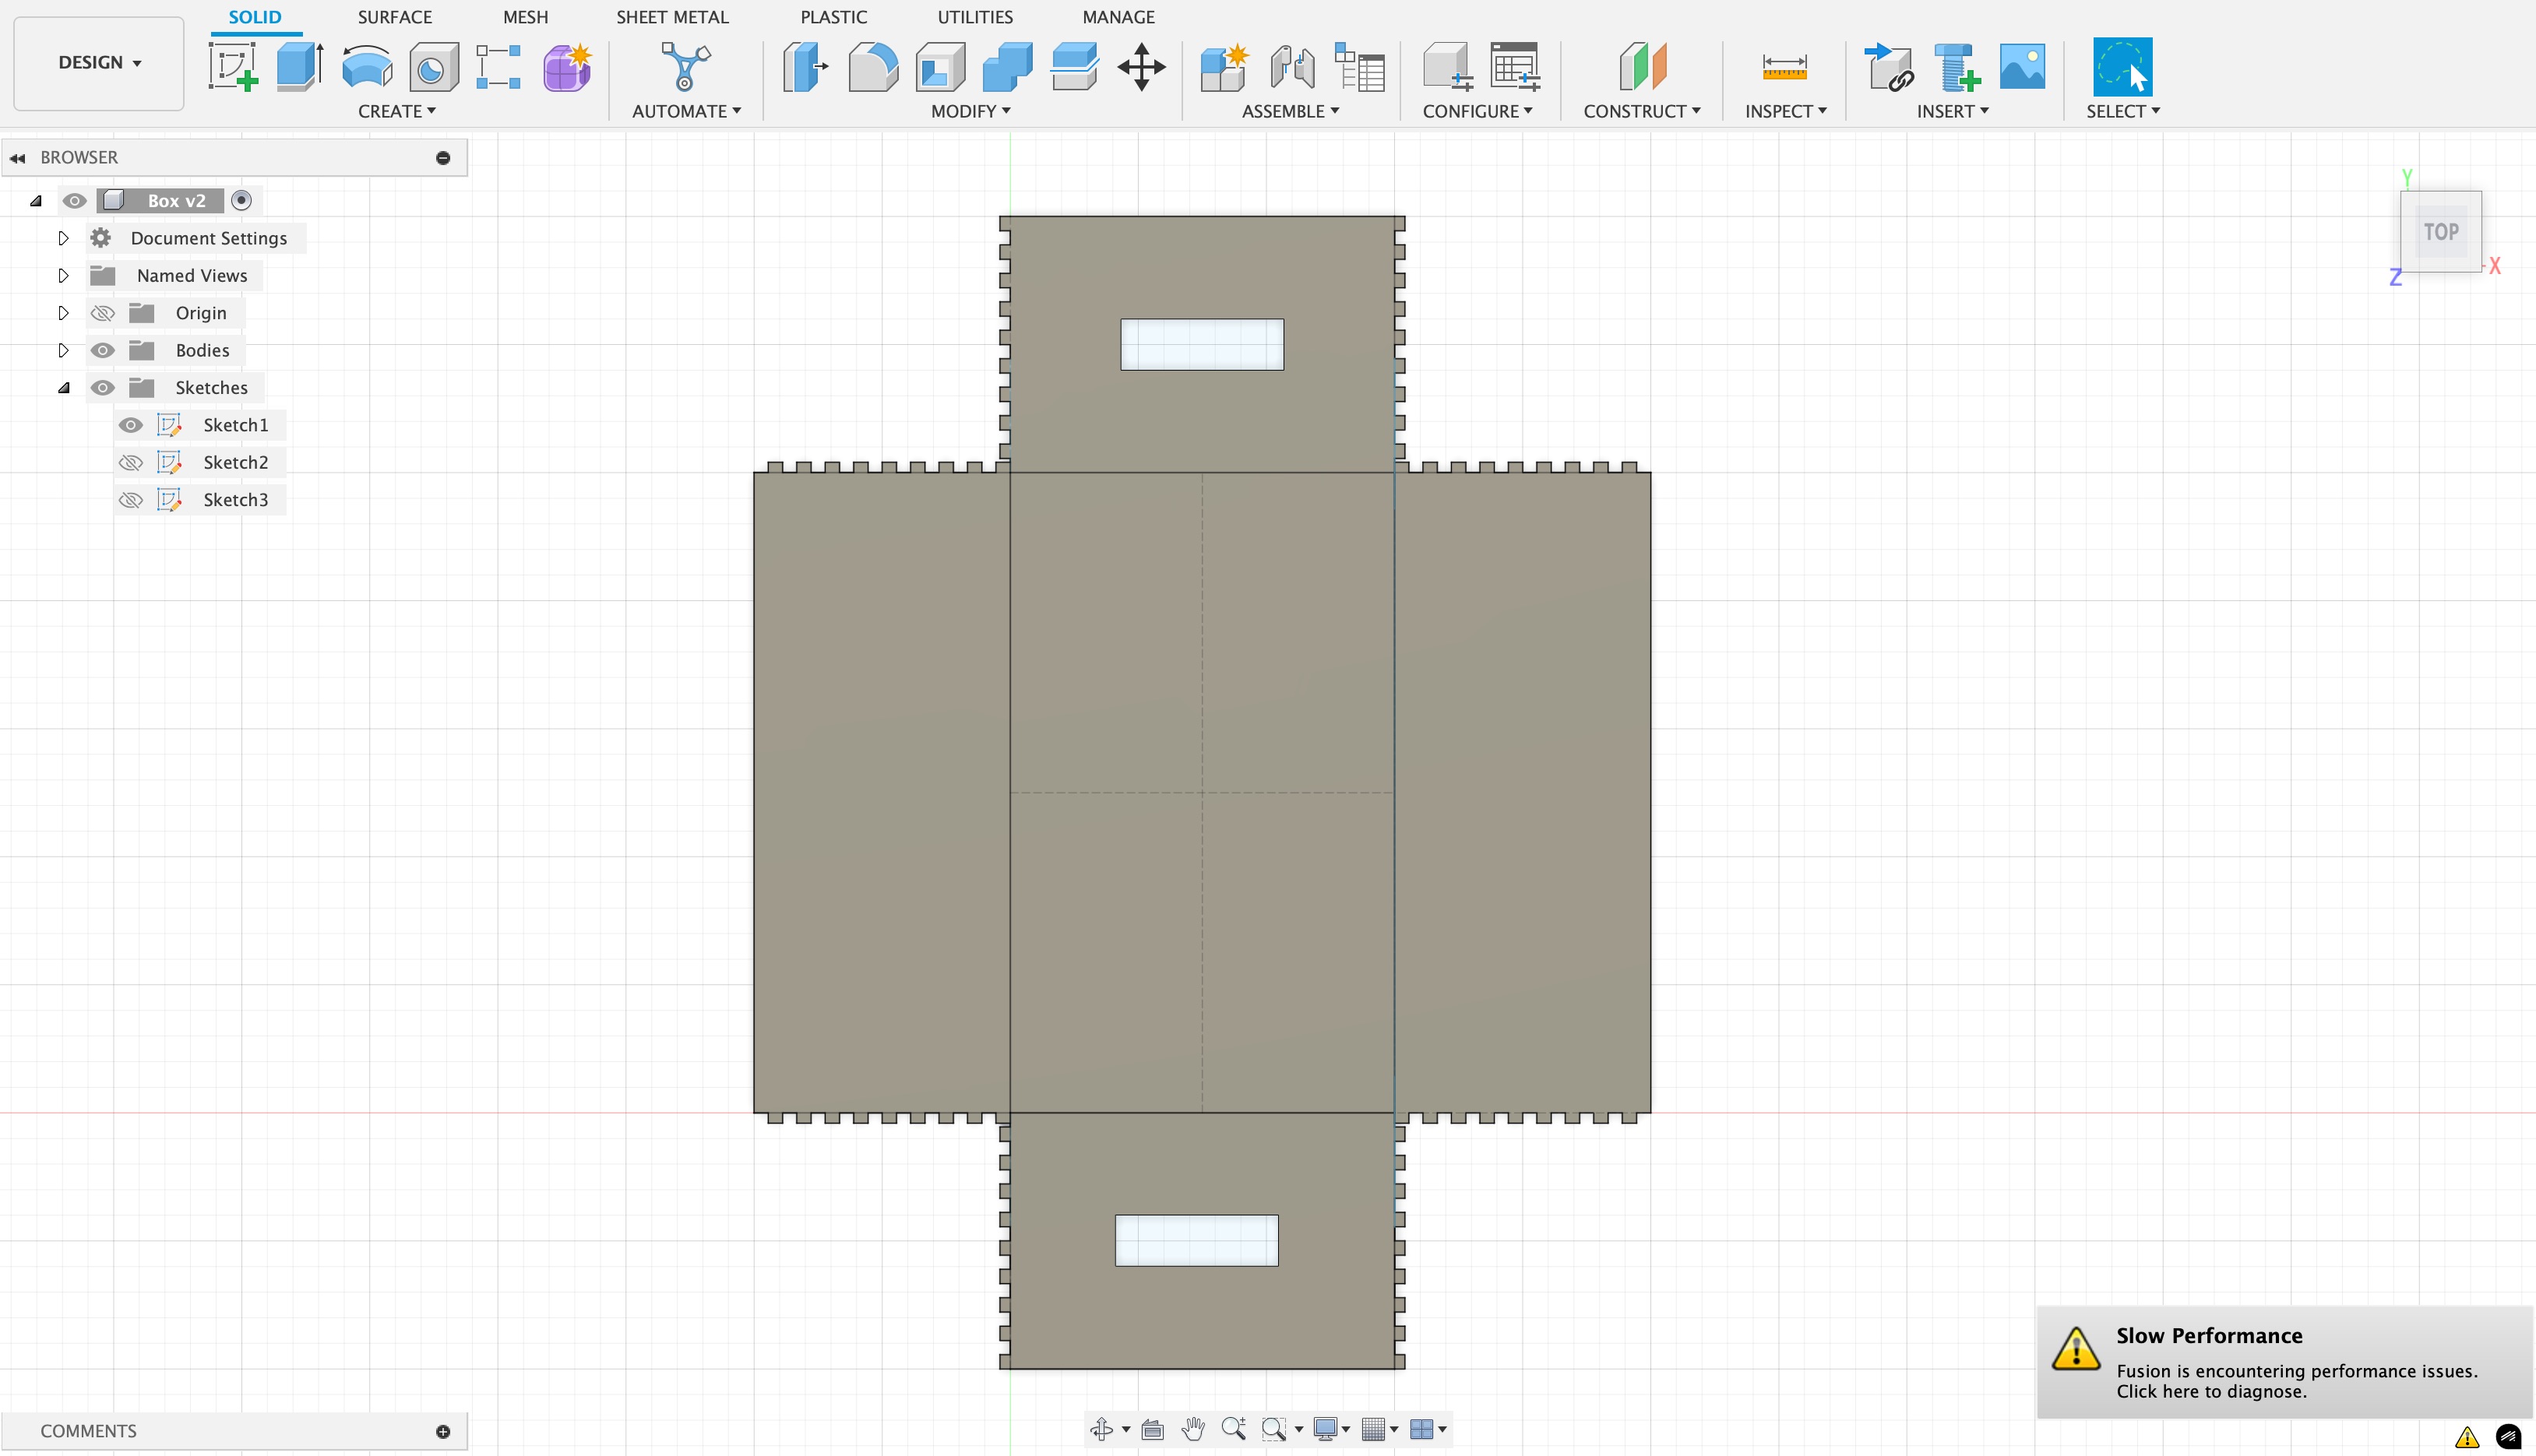 SOLID SURFACE MESH SHEET METAL PLASTIC UTILITIES MANAGE
DESIGN
CREATE AUTOMATE MODIFY ASSEMBLE CONFIGURE CONSTRUCT INSPECT INSERT SELECT
BROWSER
Box v2
Document Settings
Named Views
Origin
Bodies
Sketches
Sketch1
Sketch2
Sketch3
Y
TOP
X
Z
Slow Performance
Fusion is encountering performance issues.
Click here to diagnose.
COMMENTS